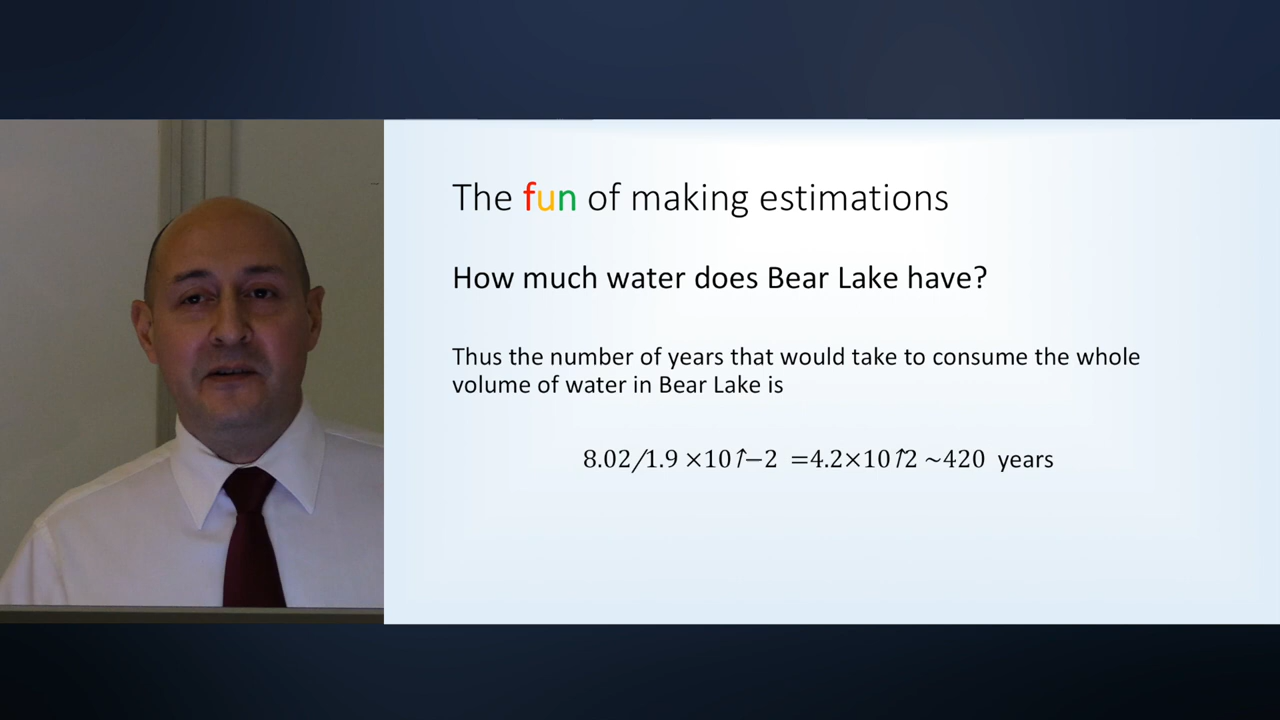 The fun of making estimations
How much water does Bear Lake have?
Thus the number of years that would take to consume the whole
volume of water in Bear Lake is
8.02/1.9 ×10↑−2 =4.2×10↑2 ~420 years